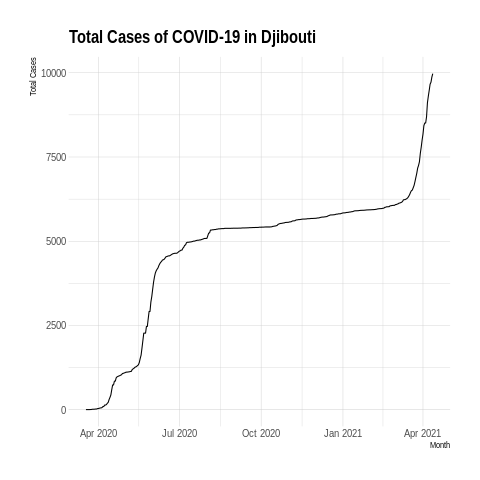 Total Cases of COVID-19 in Djibouti
Total Cases
10000
7500
5000
2500
0
Apr 2020 Jul 2020 Oct 2020 Jan 2021 Apr 2021
Month